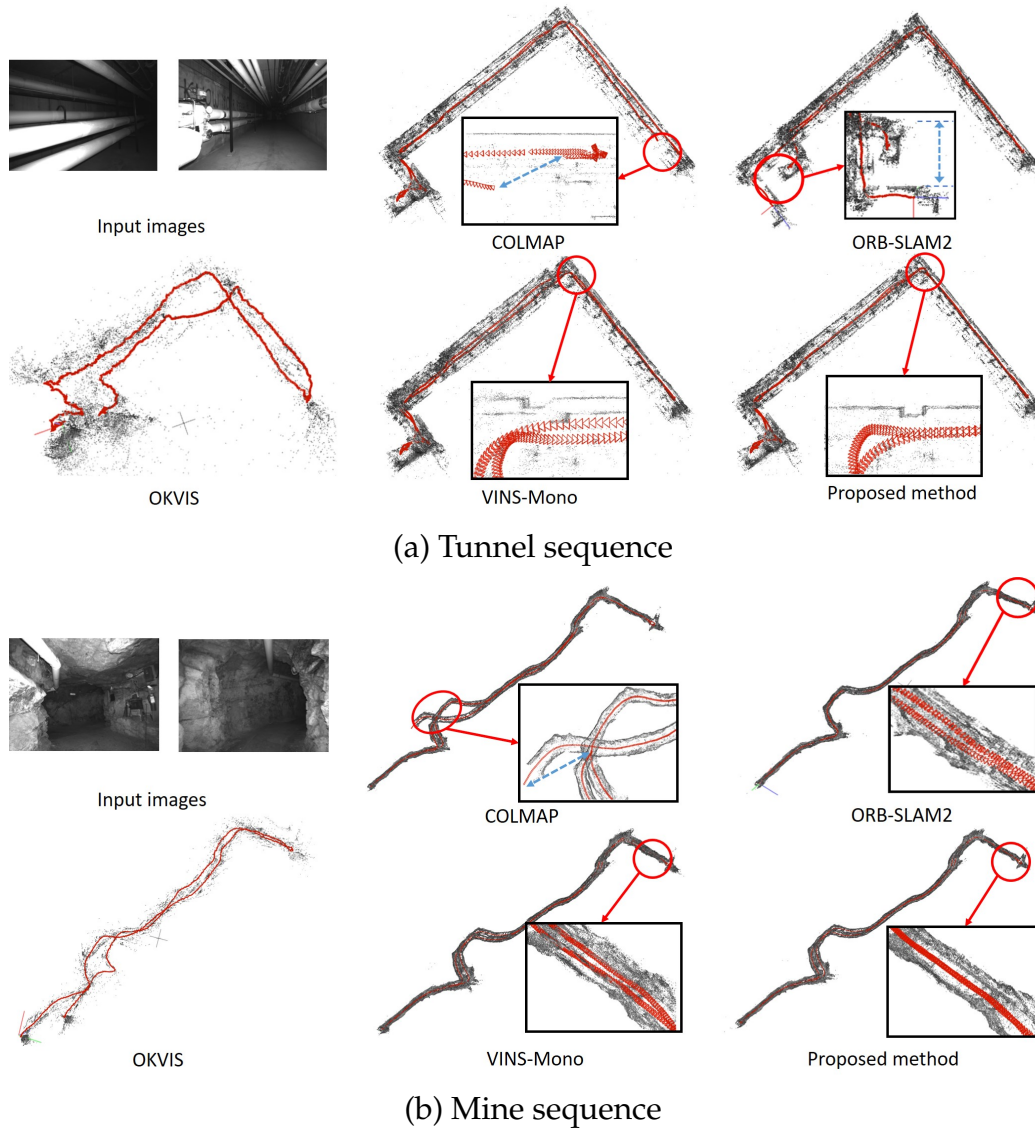 Input images
COLMAP
ORB-SLAM2
OKVIS
VINS-Mono
Proposed method
(a) Tunnel sequence
Input images
COLMAP
ORB-SLAM2
OKVIS
VINS-Mono
Proposed method
(b) Mine sequence